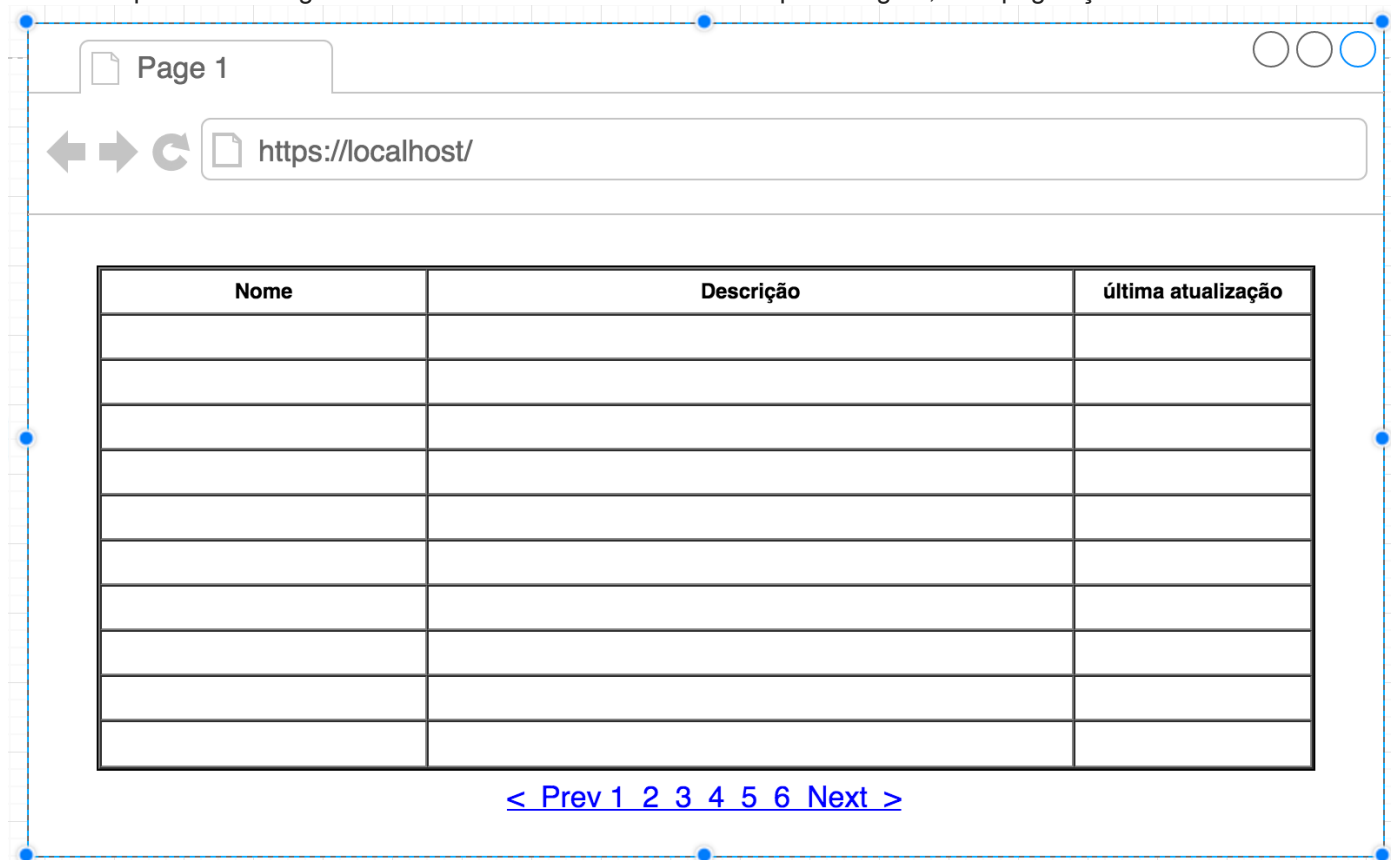 Page 1
https://localhost/
Nome Descrição última atualização
< Prev 1 2 3 4 5 6 Next >